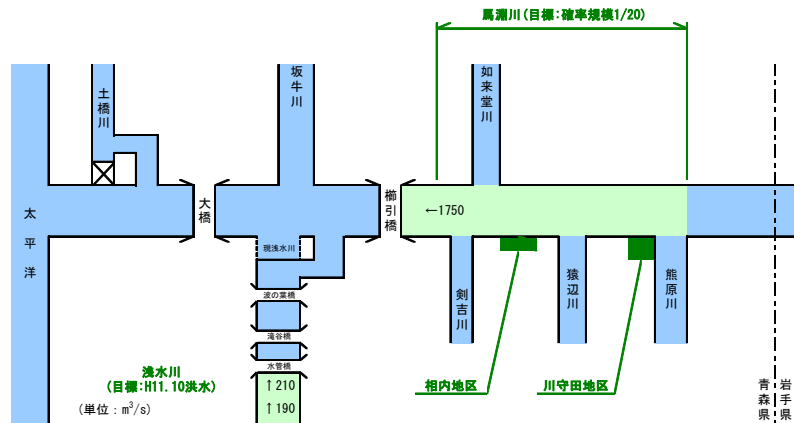 馬淵川(目標：確率規模1/20)
土橋川
坂牛川
如来堂川
太平洋
大橋
櫛引橋
←1750
現浅水川
剣吉川
猿辺川
熊原川
波の葉橋
滝谷橋
水管橋
浅水川
(目標：H11.10洪水)
(単位：m³/s)
↑210
↑190
相内地区
川守田地区
青森県
岩手県